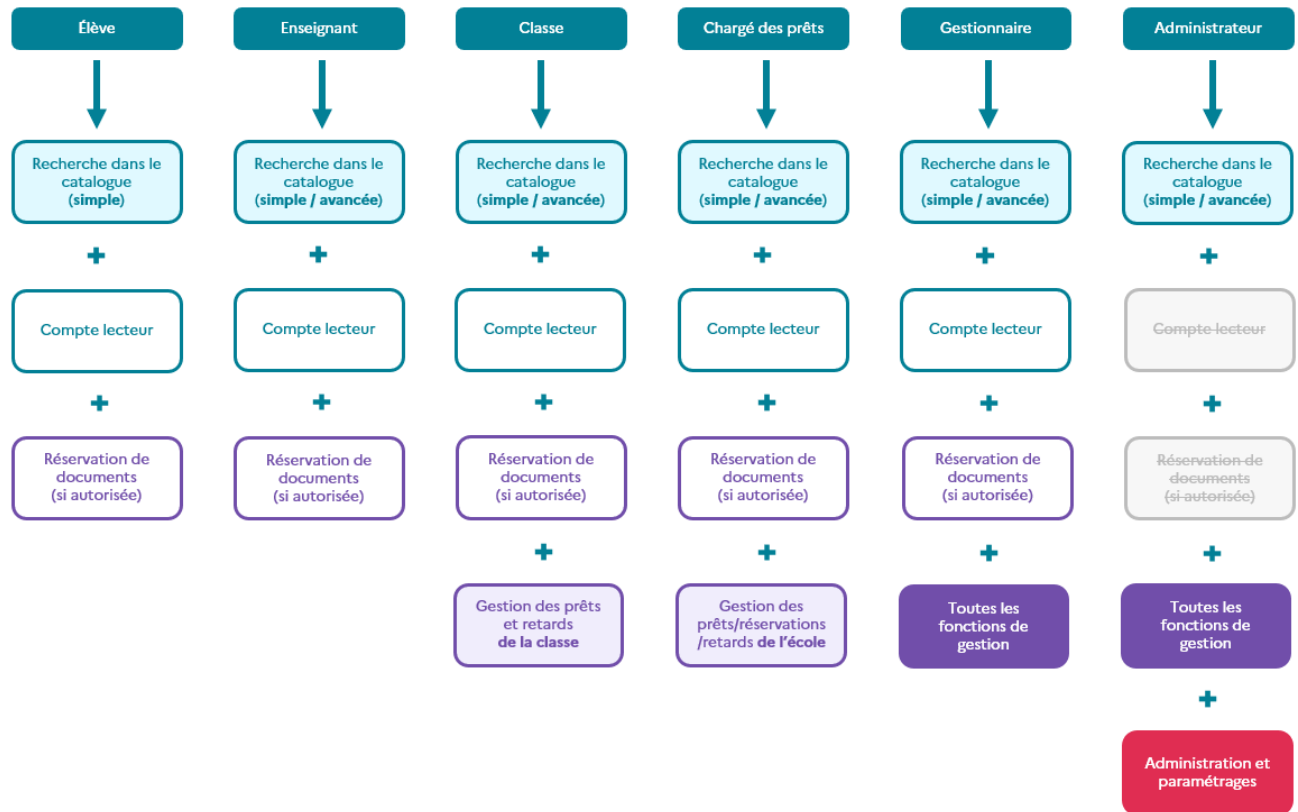 Élève
Enseignant
Classe
Chargé des prêts
Gestionnaire
Administrateur
Recherche dans le
catalogue
(simple)
Recherche dans le
catalogue
(simple / avancée)
Recherche dans le
catalogue
(simple / avancée)
Recherche dans le
catalogue
(simple / avancée)
Recherche dans le
catalogue
(simple / avancée)
Recherche dans le
catalogue
(simple / avancée)
+
+
+
+
+
+
Compte lecteur
Compte lecteur
Compte lecteur
Compte lecteur
Compte lecteur
Compte lecteur
+
+
+
+
+
+
Réservation de
documents
(si autorisée)
Réservation de
documents
(si autorisée)
Réservation de
documents
(si autorisée)
Réservation de
documents
(si autorisée)
Réservation de
documents
(si autorisée)
Réservation de
documents
(si autorisée)
+
+
+
+
Gestion des prêts
et retards
de la classe
Gestion des
prêts/réservations
/retards de l'école
Toutes les
fonctions de
gestion
Toutes les
fonctions de
gestion
+
Administration et
paramétrages